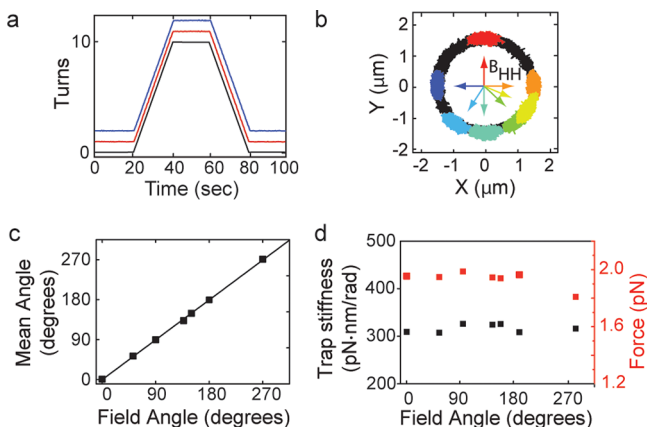 a
Turns
10
0
0 20 40 60 80 100
Time (sec)
b
Y (µm)
2
1
0
-1
-2
B HH
-2 -1 0 1 2
X (µm)
c
Mean Angle
(degrees)
270
180
90
0
0 90 180 270
Field Angle (degrees)
d
Trap stiffness
(pN·nm/rad)
500
400
300
200
2.0
1.6
1.2
Force (pN)
0 90 180 270
Field Angle (degrees)